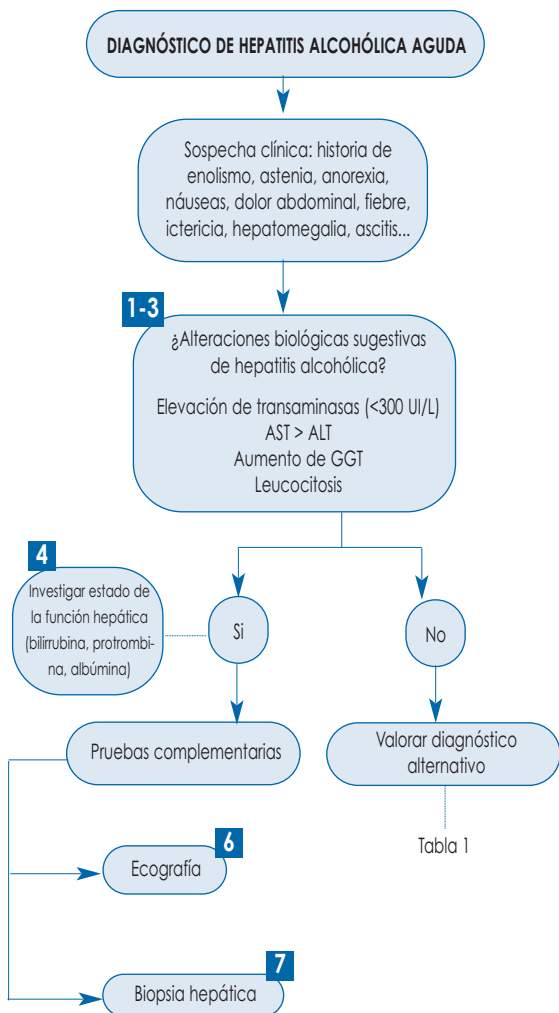 DIAGNÓSTICO DE HEPATITIS ALCOHÓLICA AGUDA
Sospecha clínica: historia de
enolismo, astenia, anorexia,
náuseas, dolor abdominal, fiebre,
ictericia, hepatomegalia, ascitis...
1-3
¿Alteraciones biológicas sugestivas
de hepatitis alcohólica?
Elevación de transaminasas (<300 UI/L)
AST > ALT
Aumento de GGT
Leucocitosis
4
Investigar estado de
la función hepática
(bilirrubina, protrombi-
na, albúmina)
Si
No
Pruebas complementarias
Valorar diagnóstico
alternativo
Tabla 1
6
Ecografía
7
Biopsia hepática